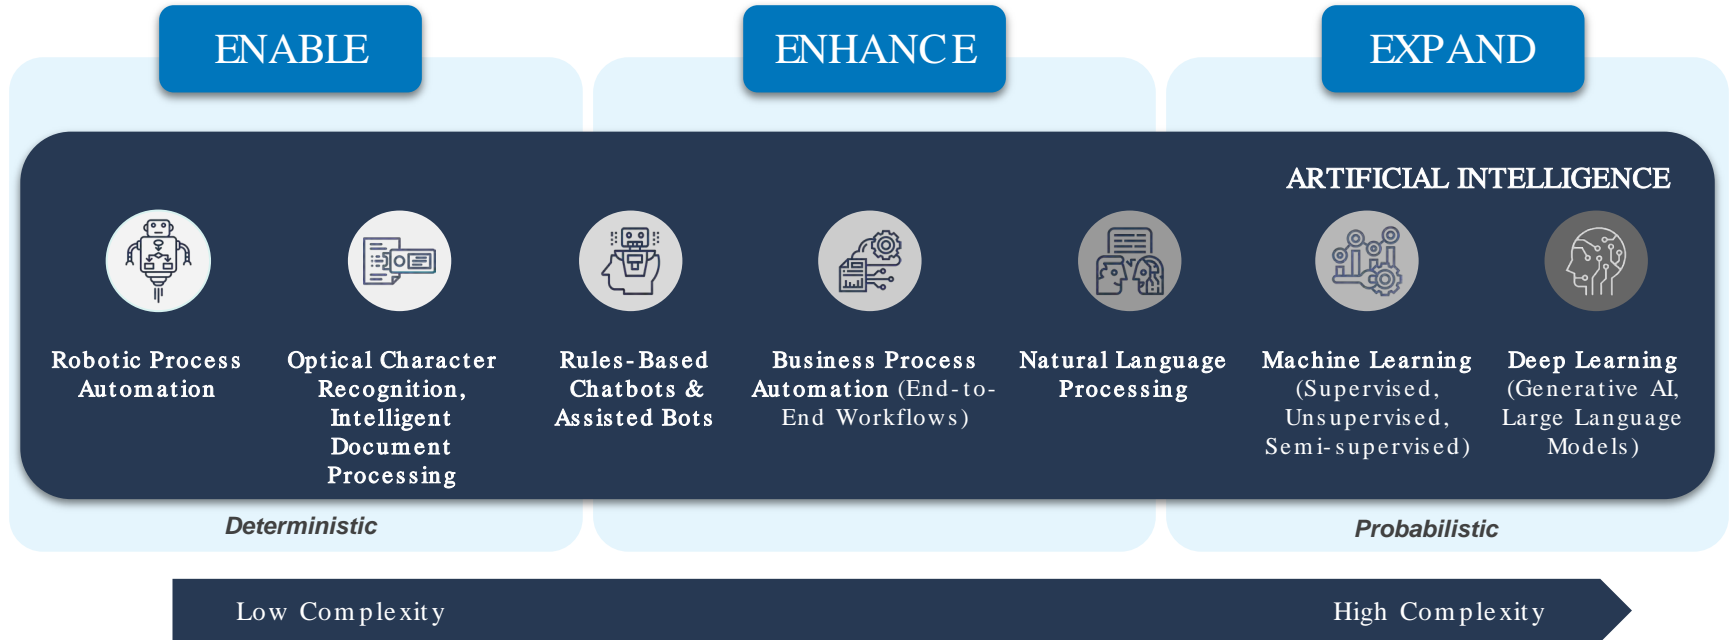 ENABLE
ENHANCE
EXPAND
ARTIFICIAL INTELLIGENCE
Robotic Process
Automation
Optical Character
Recognition,
Intelligent
Document
Processing
Rules-Based
Chatbots &
Assisted Bots
Business Process
Automation (End-to-
End Workflows)
Natural Language
Processing
Machine Learning
(Supervised,
Unsupervised,
Semi-supervised)
Deep Learning
(Generative AI,
Large Language
Models)
Deterministic
Probabilistic
Low Complexity
High Complexity